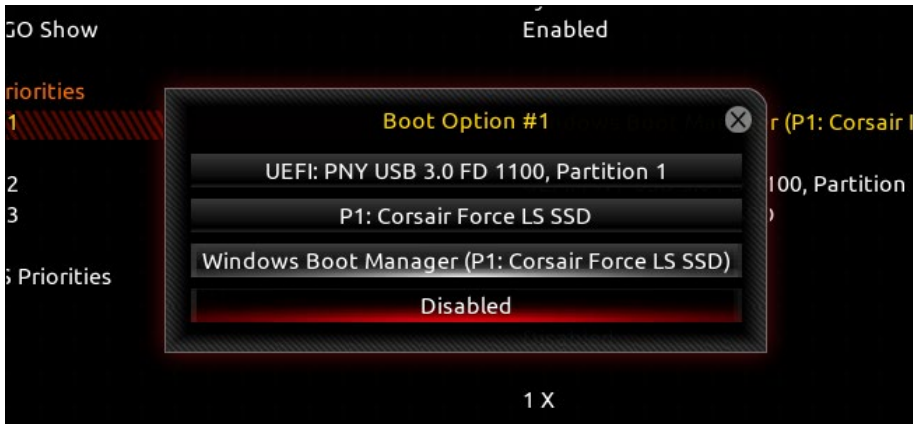 GO Show Enabled
riorities
1 r (P1: Corsair
Boot Option #1
UEFI: PNY USB 3.0 FD 1100, Partition 1
2 100, Partition
P1: Corsair Force LS SSD
3
Windows Boot Manager (P1: Corsair Force LS SSD)
S Priorities
Disabled
1 X